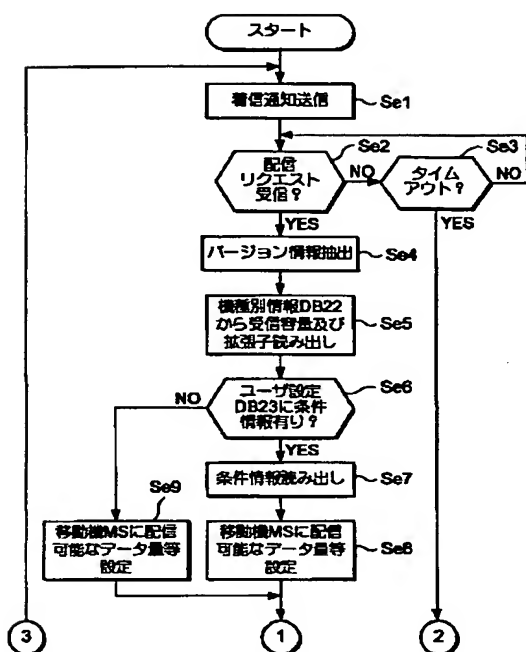 スタート
着信通知送信
Se1
配信
リクエスト
受信？
Se2
NO
タイム
アウト？
Se3
NO
YES
YES
バージョン情報抽出
Se4
機種別情報DB22
から受信容量及び
拡張子読み出し
Se5
ユーザ設定
DB23に条件
情報有り？
Se6
NO
YES
条件情報読み出し
Se7
移動機MSに配信
可能なデータ量等
設定
Se9
移動機MSに配信
可能なデータ量等
設定
Se8
3
1
2